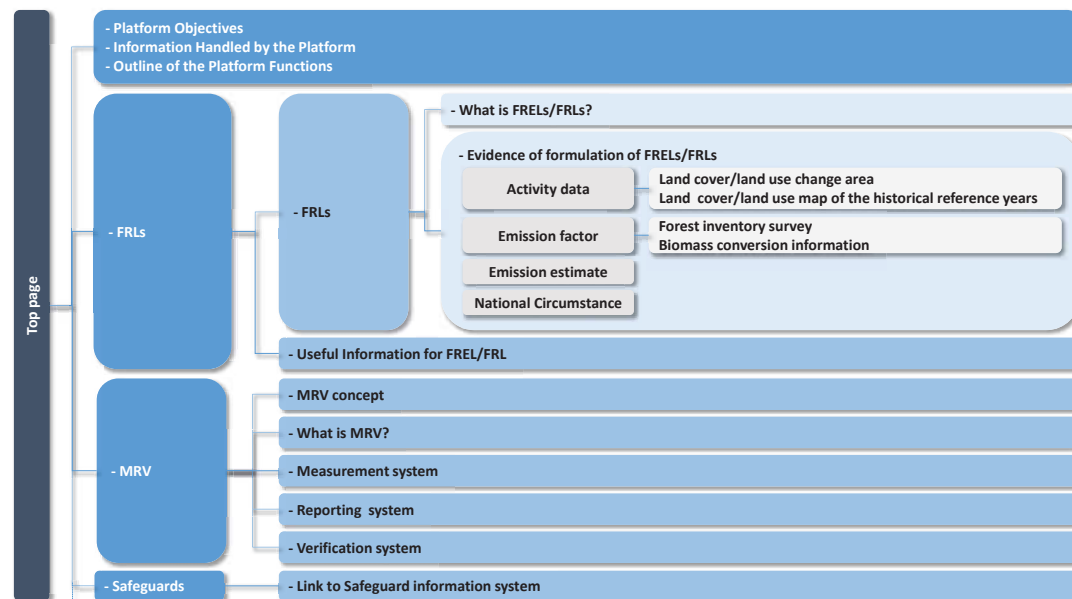 Top page
- Platform Objectives
- Information Handled by the Platform
- Outline of the Platform Functions
- FRLs
- FRLs
- What is FRELs/FRLs?
- Evidence of formulation of FRELs/FRLs
Activity data
Land cover/land use change area
Land cover/land use map of the historical reference years
Emission factor
Forest inventory survey
Biomass conversion information
Emission estimate
National Circumstance
- Useful Information for FREL/FRL
- MRV
- MRV concept
- What is MRV?
- Measurement system
- Reporting system
- Verification system
- Safeguards
- Link to Safeguard information system